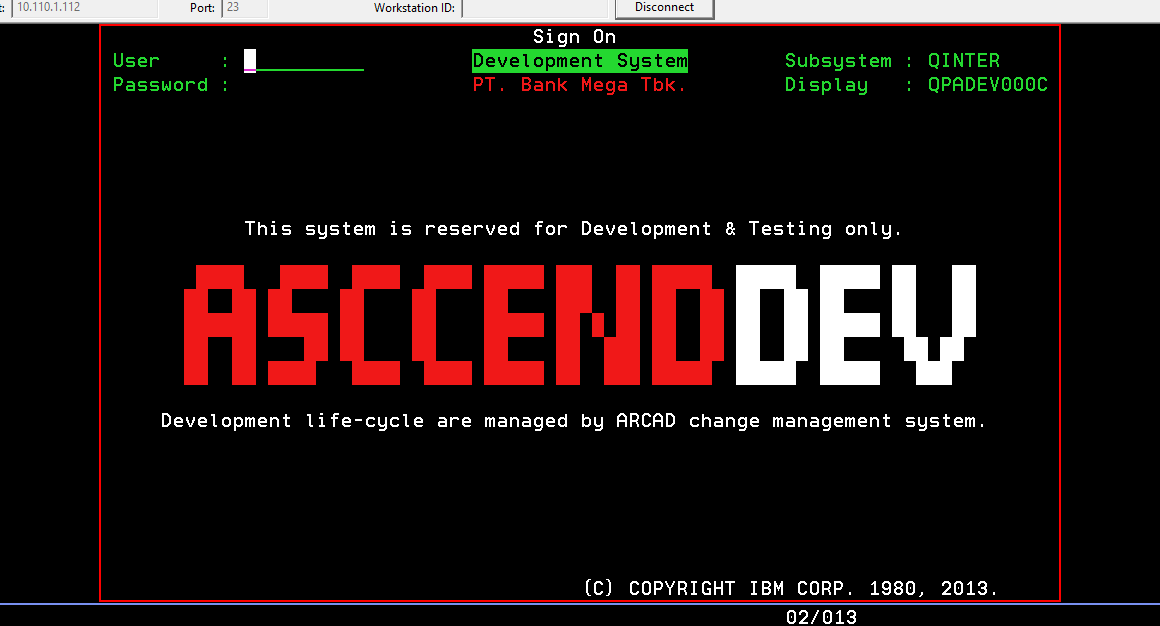 : 10.110.1.112 Port: 23 Workstation ID: Disconnect
Sign On
User : Development System Subsystem : QINTER
Password : PT. Bank Mega Tbk. Display : QPADEV000C
This system is reserved for Development & Testing only.
ASCCENDDEV
Development life-cycle are managed by ARCAD change management system.
(C) COPYRIGHT IBM CORP. 1980, 2013.
02/013